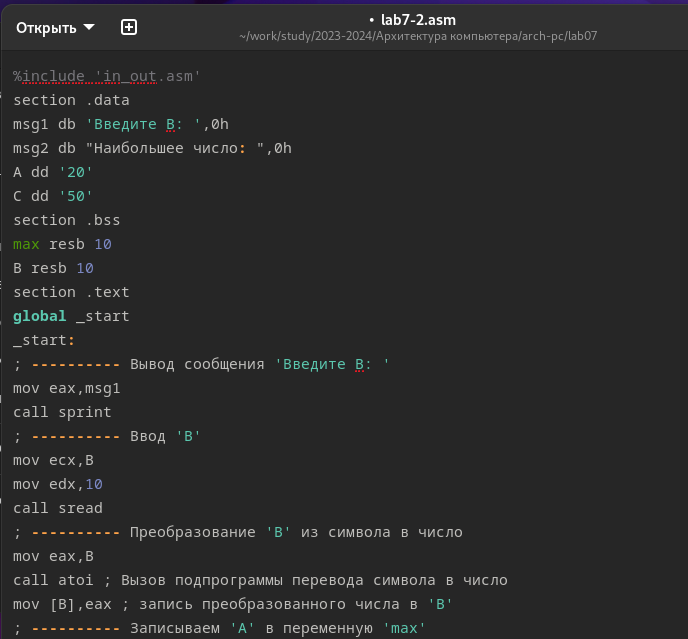 Открыть
• lab7-2.asm
~/work/study/2023-2024/Архитектура компьютера/arch-pc/lab07
%include 'in_out.asm'
section .data
msg1 db 'Введите B: ',0h
msg2 db "Наибольшее число: ",0h
A dd '20'
C dd '50'
section .bss
max resb 10
B resb 10
section .text
global _start
_start:
; ---------- Вывод сообщения 'Введите B: '
mov eax,msg1
call sprint
; ---------- Ввод 'B'
mov ecx,B
mov edx,10
call sread
; ---------- Преобразование 'B' из символа в число
mov eax,B
call atoi ; Вызов подпрограммы перевода символа в число
mov [B],eax ; запись преобразованного числа в 'B'
; ---------- Записываем 'A' в переменную 'max'